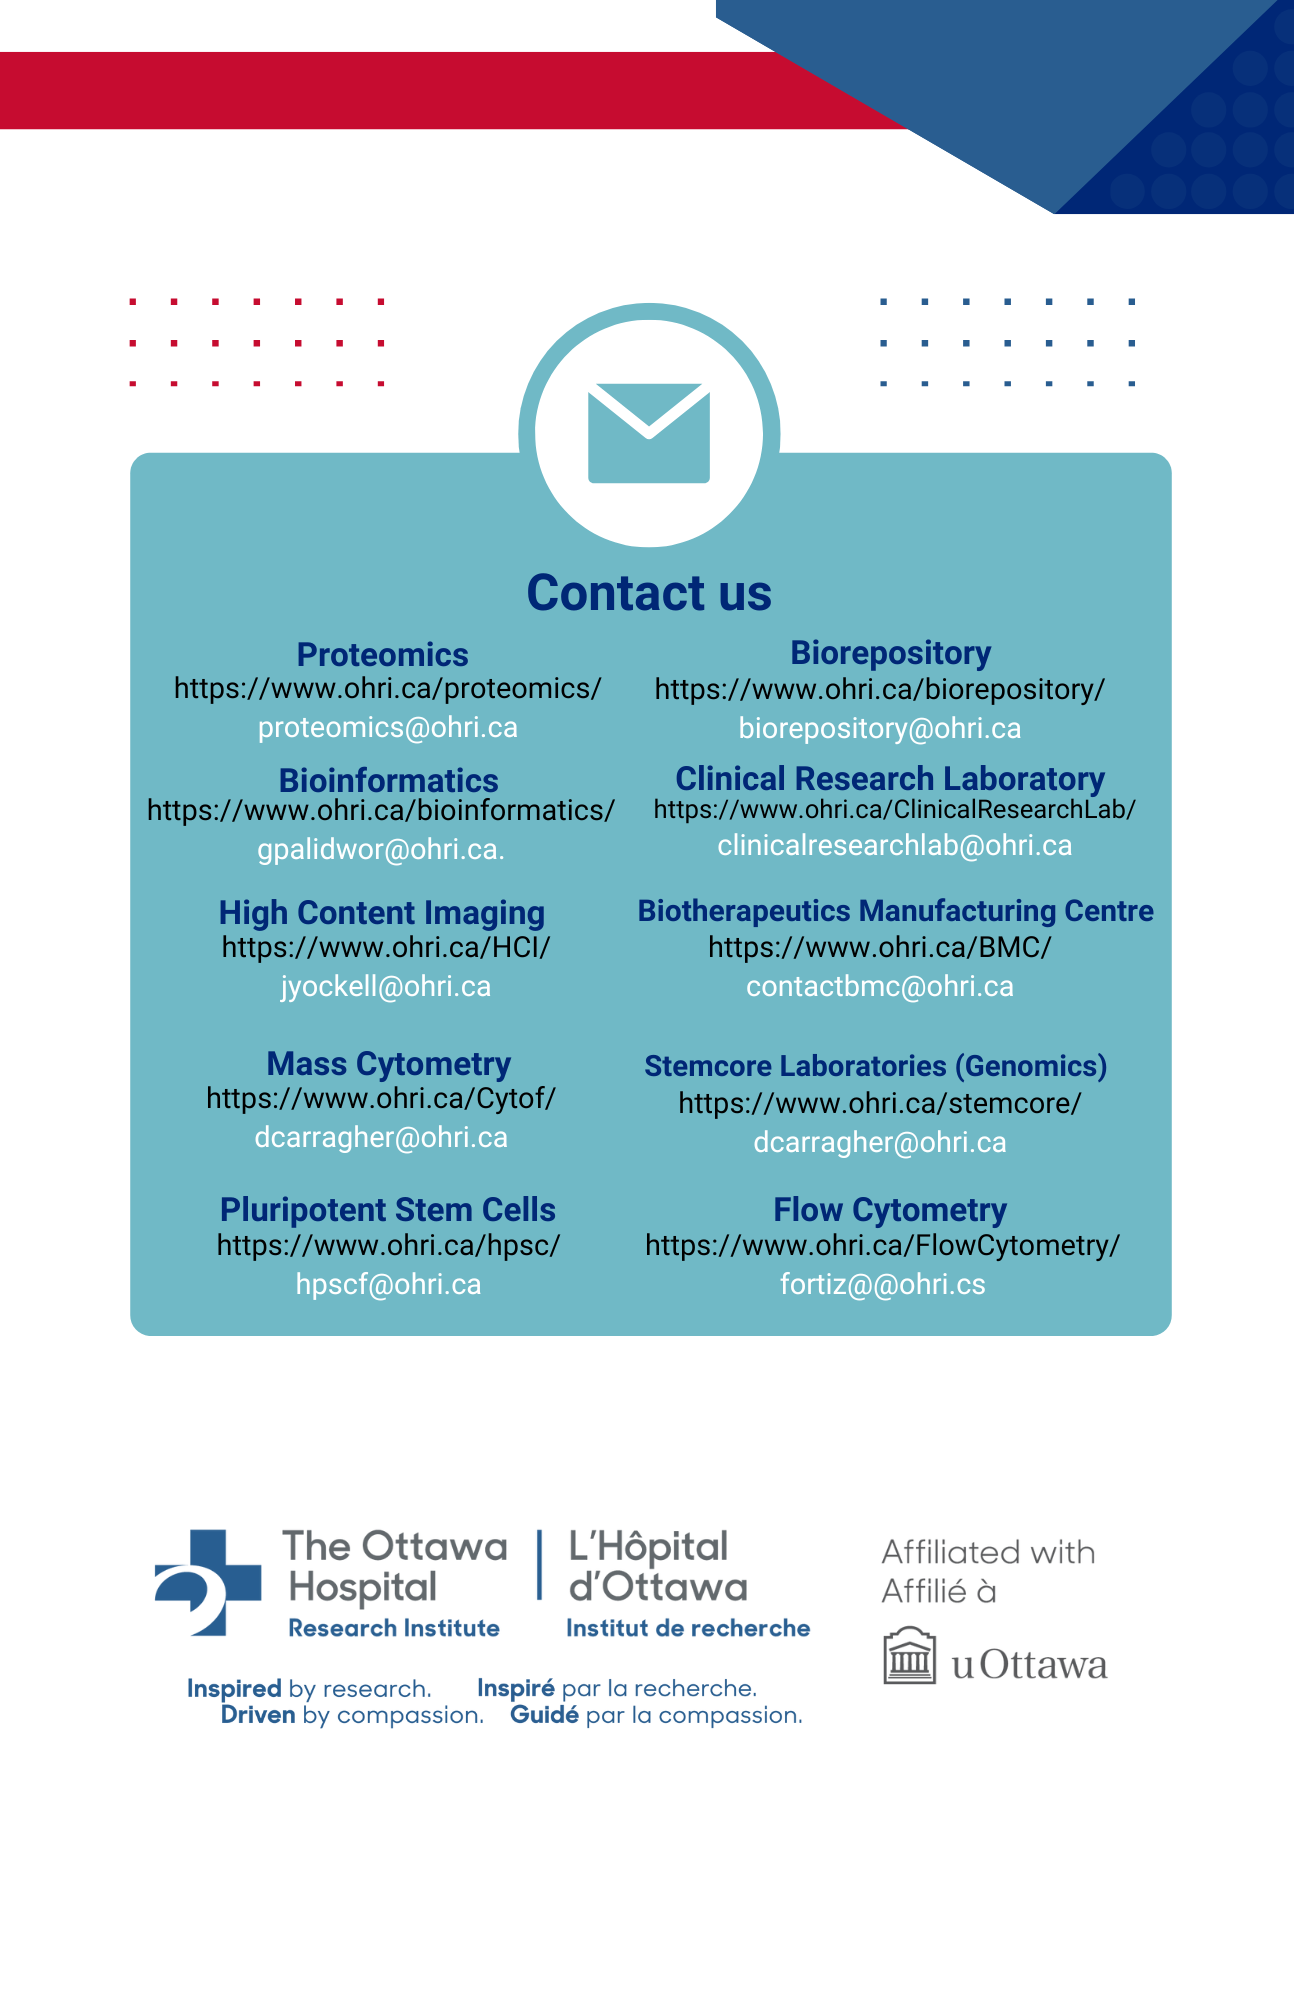 Contact us
Proteomics
https://www.ohri.ca/proteomics/
proteomics@ohri.ca
Biorepository
https://www.ohri.ca/biorepository/
biorepository@ohri.ca
Bioinformatics
https://www.ohri.ca/bioinformatics/
gpalidwor@ohri.ca.
Clinical Research Laboratory
https://www.ohri.ca/ClinicalResearchLab/
clinicalresearchlab@ohri.ca
High Content Imaging
https://www.ohri.ca/HCI/
jyockell@ohri.ca
Biotherapeutics Manufacturing Centre
https://www.ohri.ca/BMC/
contactbmc@ohri.ca
Mass Cytometry
https://www.ohri.ca/Cytof/
dcarragher@ohri.ca
Stemcore Laboratories (Genomics)
https://www.ohri.ca/stemcore/
dcarragher@ohri.ca
Pluripotent Stem Cells
https://www.ohri.ca/hpsc/
hpscf@ohri.ca
Flow Cytometry
https://www.ohri.ca/FlowCytometry/
fortiz@@ohri.cs
The Ottawa
Hospital
Research Institute
L'Hôpital
d'Ottawa
Institut de recherche
Inspired by research.
Driven by compassion.
Inspiré par la recherche.
Guidé par la compassion.
Affiliated with
Affilié à
uOttawa